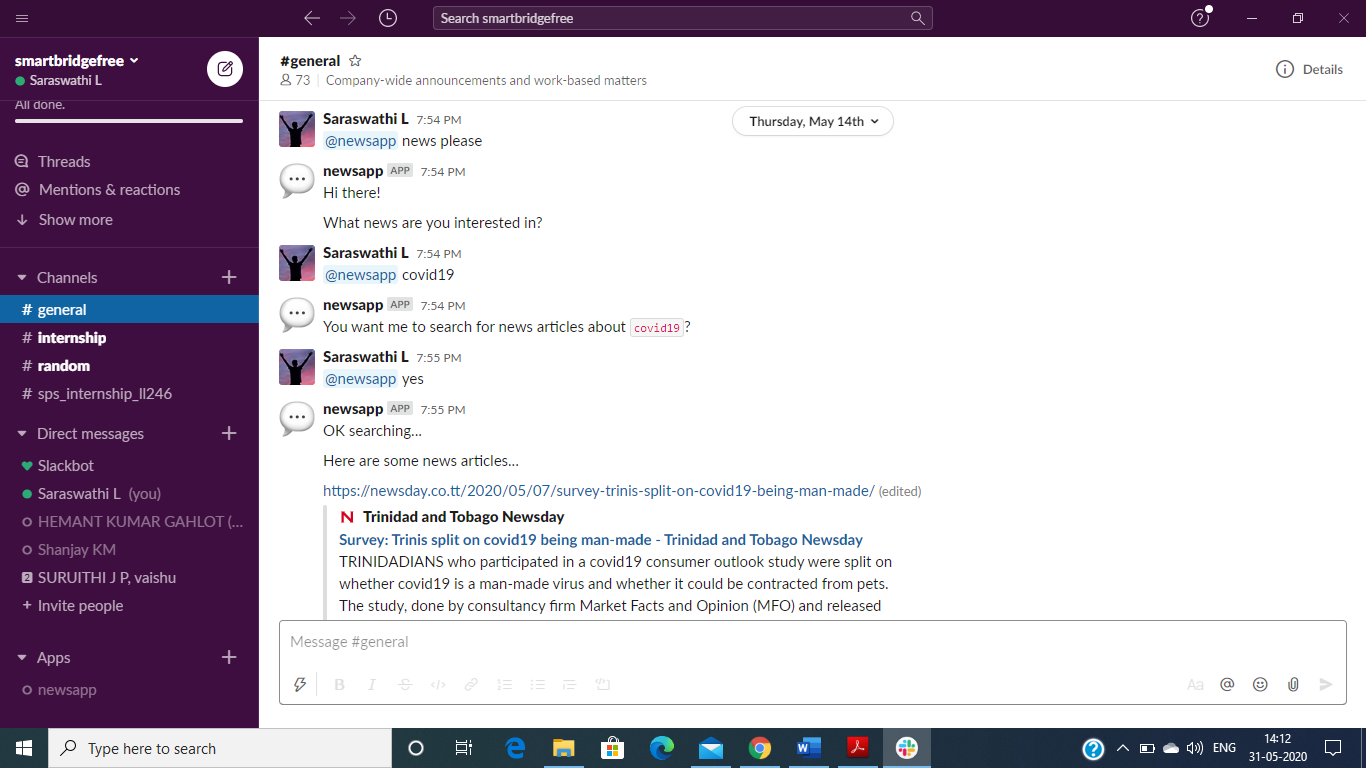 Search smartbridgefree
smartbridgefree
Saraswathi L
All done.
Threads
Mentions & reactions
Show more
Channels
# general
# internship
# random
# sps_internship_ll246
Direct messages
Slackbot
Saraswathi L (you)
HEMANT KUMAR GAHLOT (...
Shanjay KM
2 SURUITHI J P, vaishu
+ Invite people
Apps
newsapp
#general
73 Company-wide announcements and work-based matters
Details
Thursday, May 14th
Saraswathi L 7:54 PM
@newsapp news please
newsapp APP 7:54 PM
Hi there!
What news are you interested in?
Saraswathi L 7:54 PM
@newsapp covid19
newsapp APP 7:54 PM
You want me to search for news articles about covid19?
Saraswathi L 7:55 PM
@newsapp yes
newsapp APP 7:55 PM
OK searching...
Here are some news articles...
https://newsday.co.tt/2020/05/07/survey-trinis-split-on-covid19-being-man-made/ (edited)
N Trinidad and Tobago Newsday
Survey: Trinis split on covid19 being man-made - Trinidad and Tobago Newsday
TRINIDADIANS who participated in a covid19 consumer outlook study were split on
whether covid19 is a man-made virus and whether it could be contracted from pets.
The study, done by consultancy firm Market Facts and Opinion (MFO) and released
Message #general
B I S Aa @
Type here to search
ENG
14:12
31-05-2020